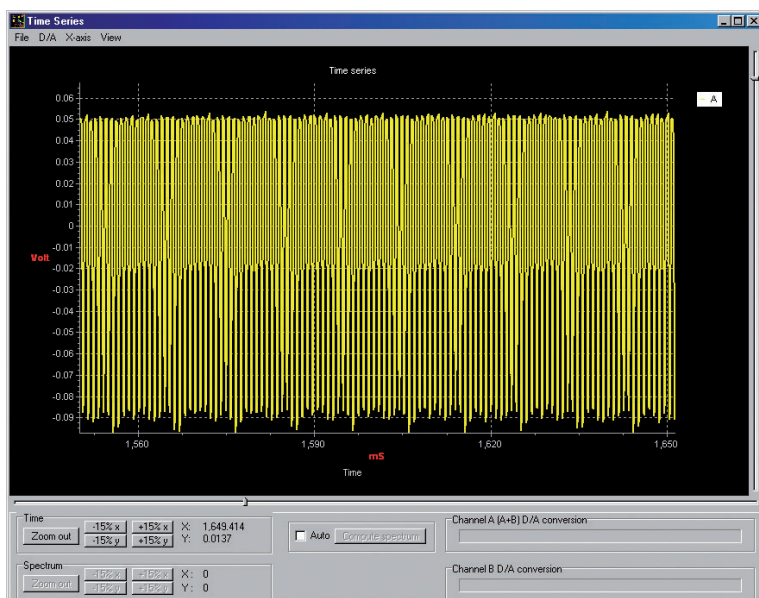 Time Series
File D/A X-axis View
Time series
A
0.06
0.05
0.04
0.03
0.02
0.01
0
-0.01
Volt
-0.02
-0.03
-0.04
-0.05
-0.06
-0.07
-0.08
-0.09
1,560 1,590 1,620 1,650
mS
Time
Time
Zoom out -15% x +15% x X: 1,649.414
-15% y +15% y Y: 0.0137
Auto Compute spectrum
Channel A (A+B) D/A conversion
Spectrum
Zoom out -15% x +15% x X: 0
-15% y +15% y Y: 0
Channel B D/A conversion